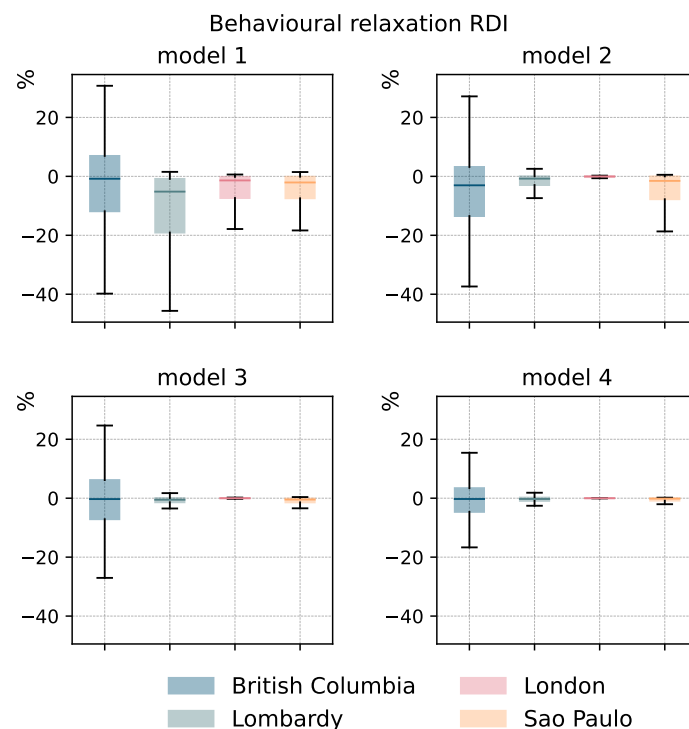 Behavioural relaxation RDI
model 1
model 2
%
%
20
20
0
0
−20
−20
−40
−40
model 3
model 4
%
%
20
20
0
0
−20
−20
−40
−40
British Columbia
London
Lombardy
Sao Paulo